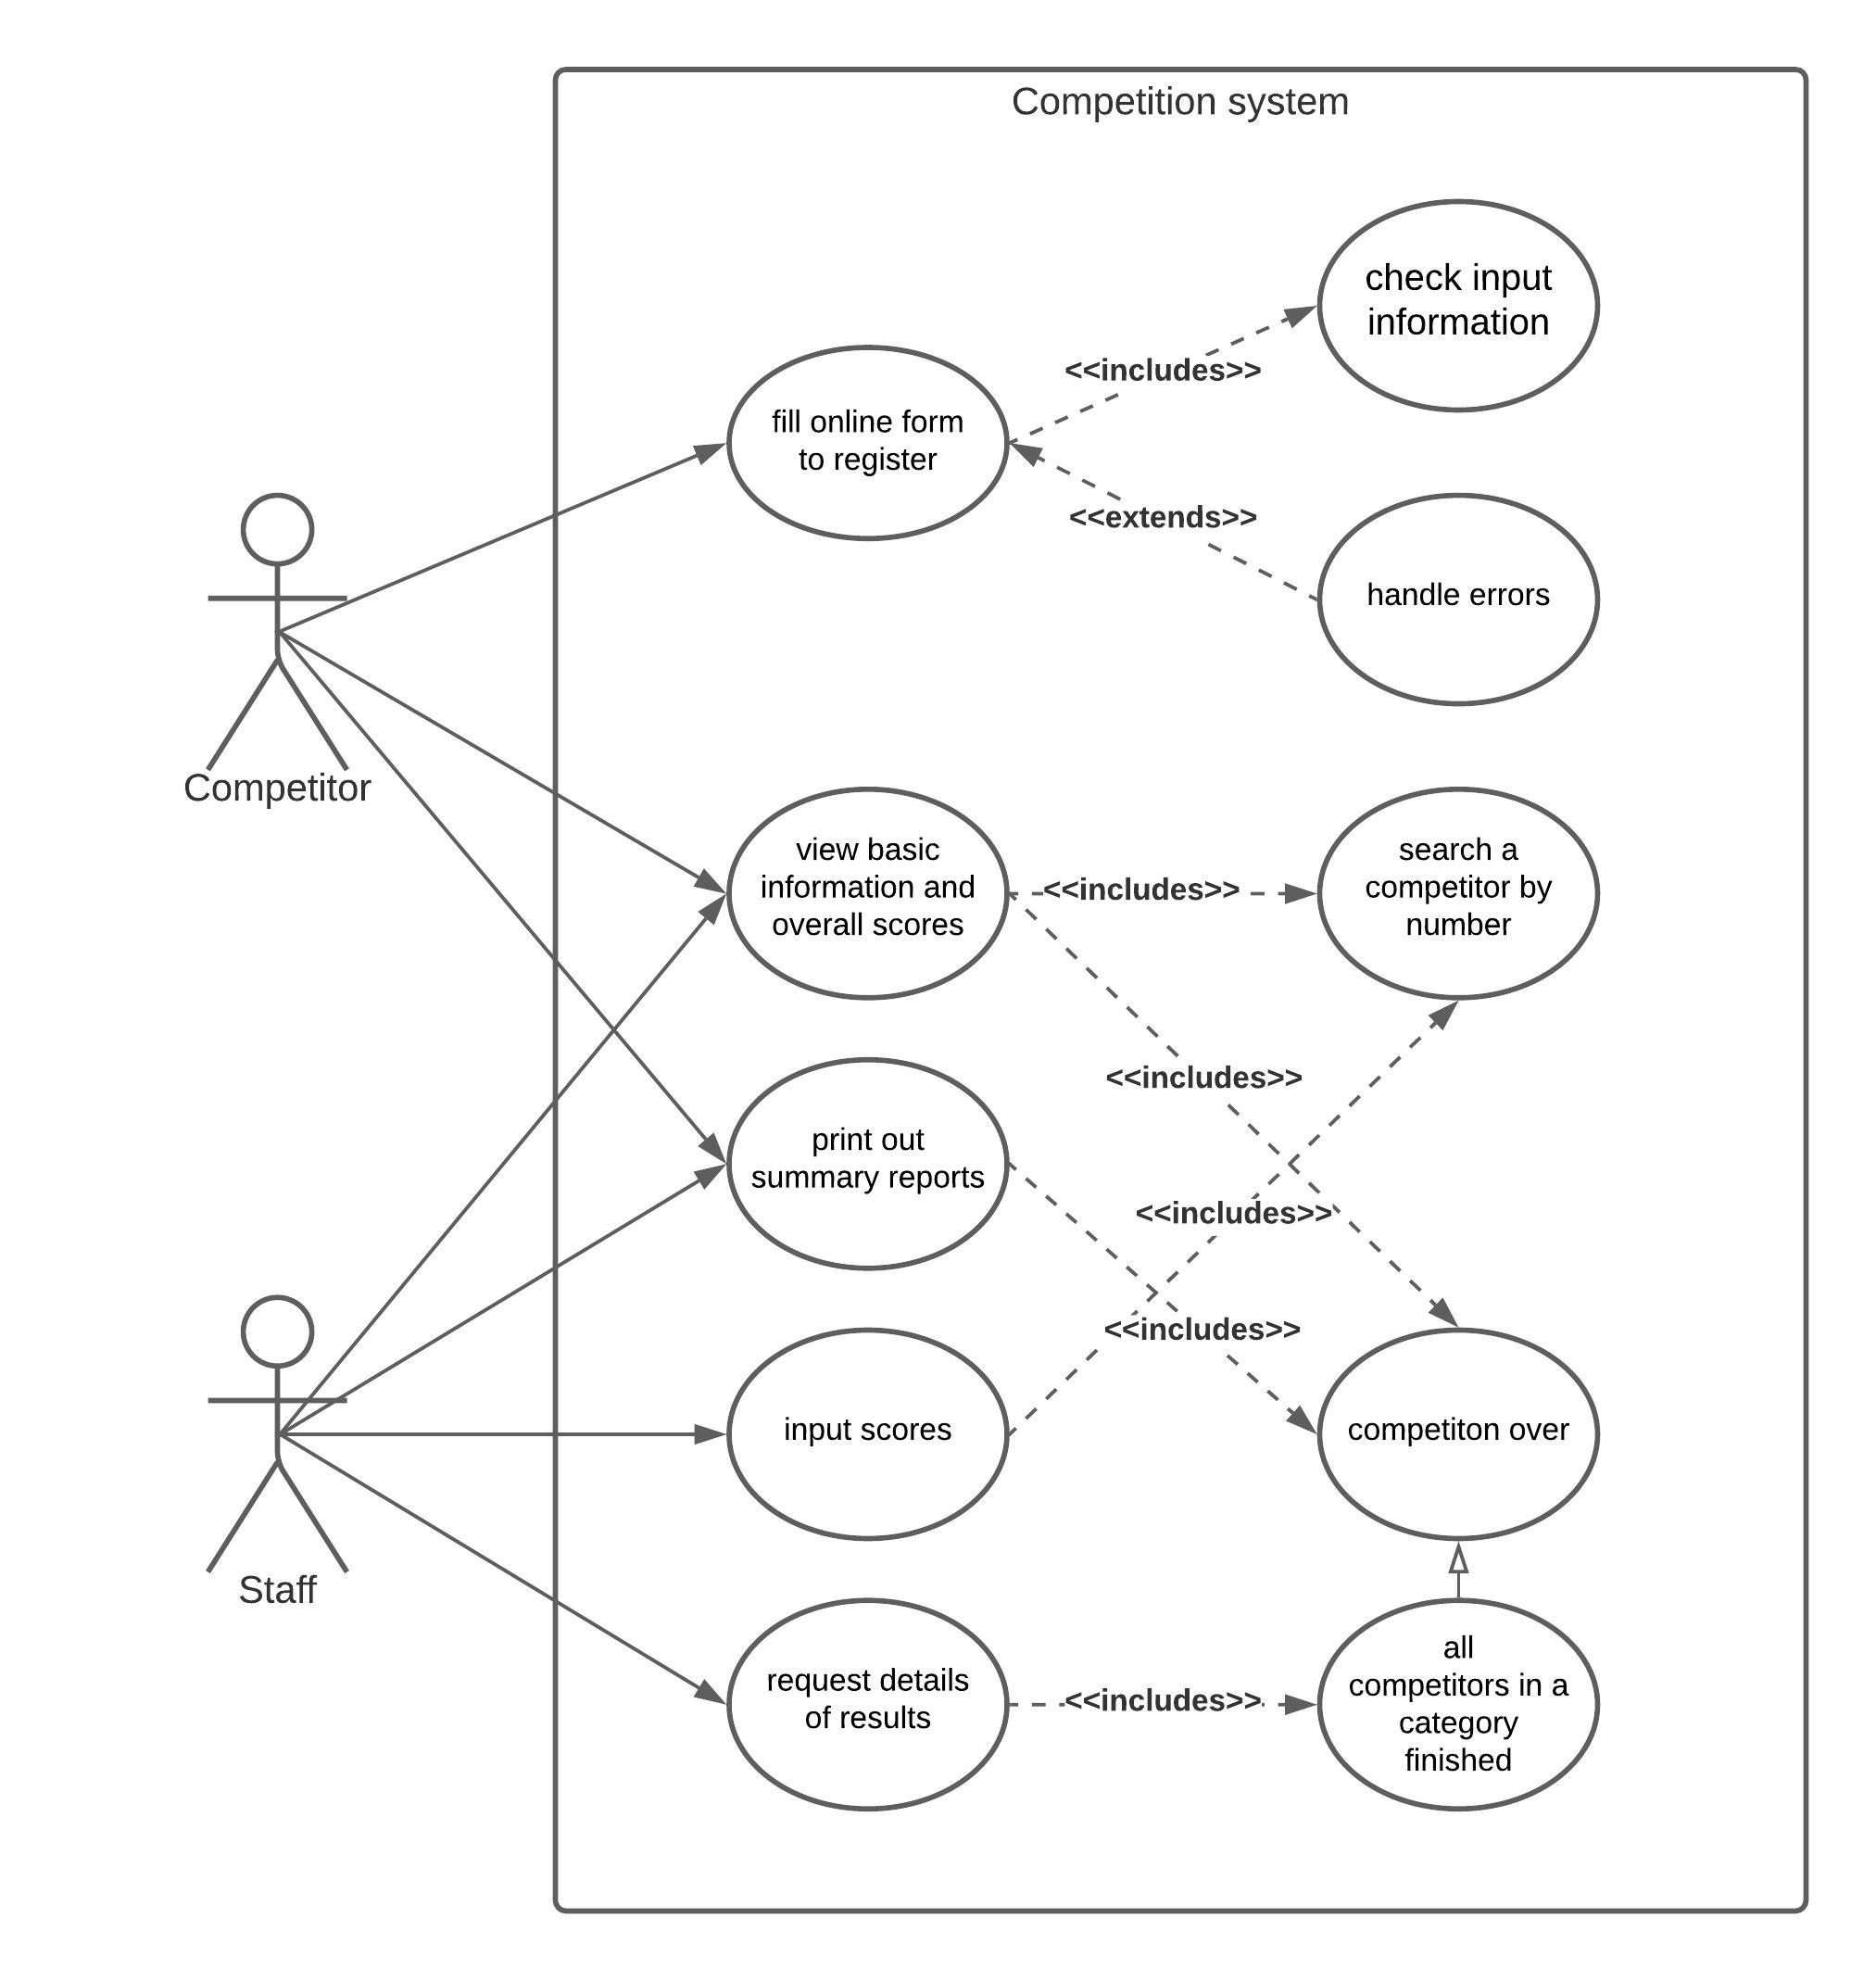 Competition system
check input
information
<<includes>>
fill online form
to register
<<extends>>
handle errors
Competitor
view basic
information and
overall scores
<<includes>>
search a
competitor by
number
<<includes>>
print out
summary reports
<<includes>>
<<includes>>
input scores
competiton over
Staff
request details
of results
<<includes>>
all
competitors in a
category
finished